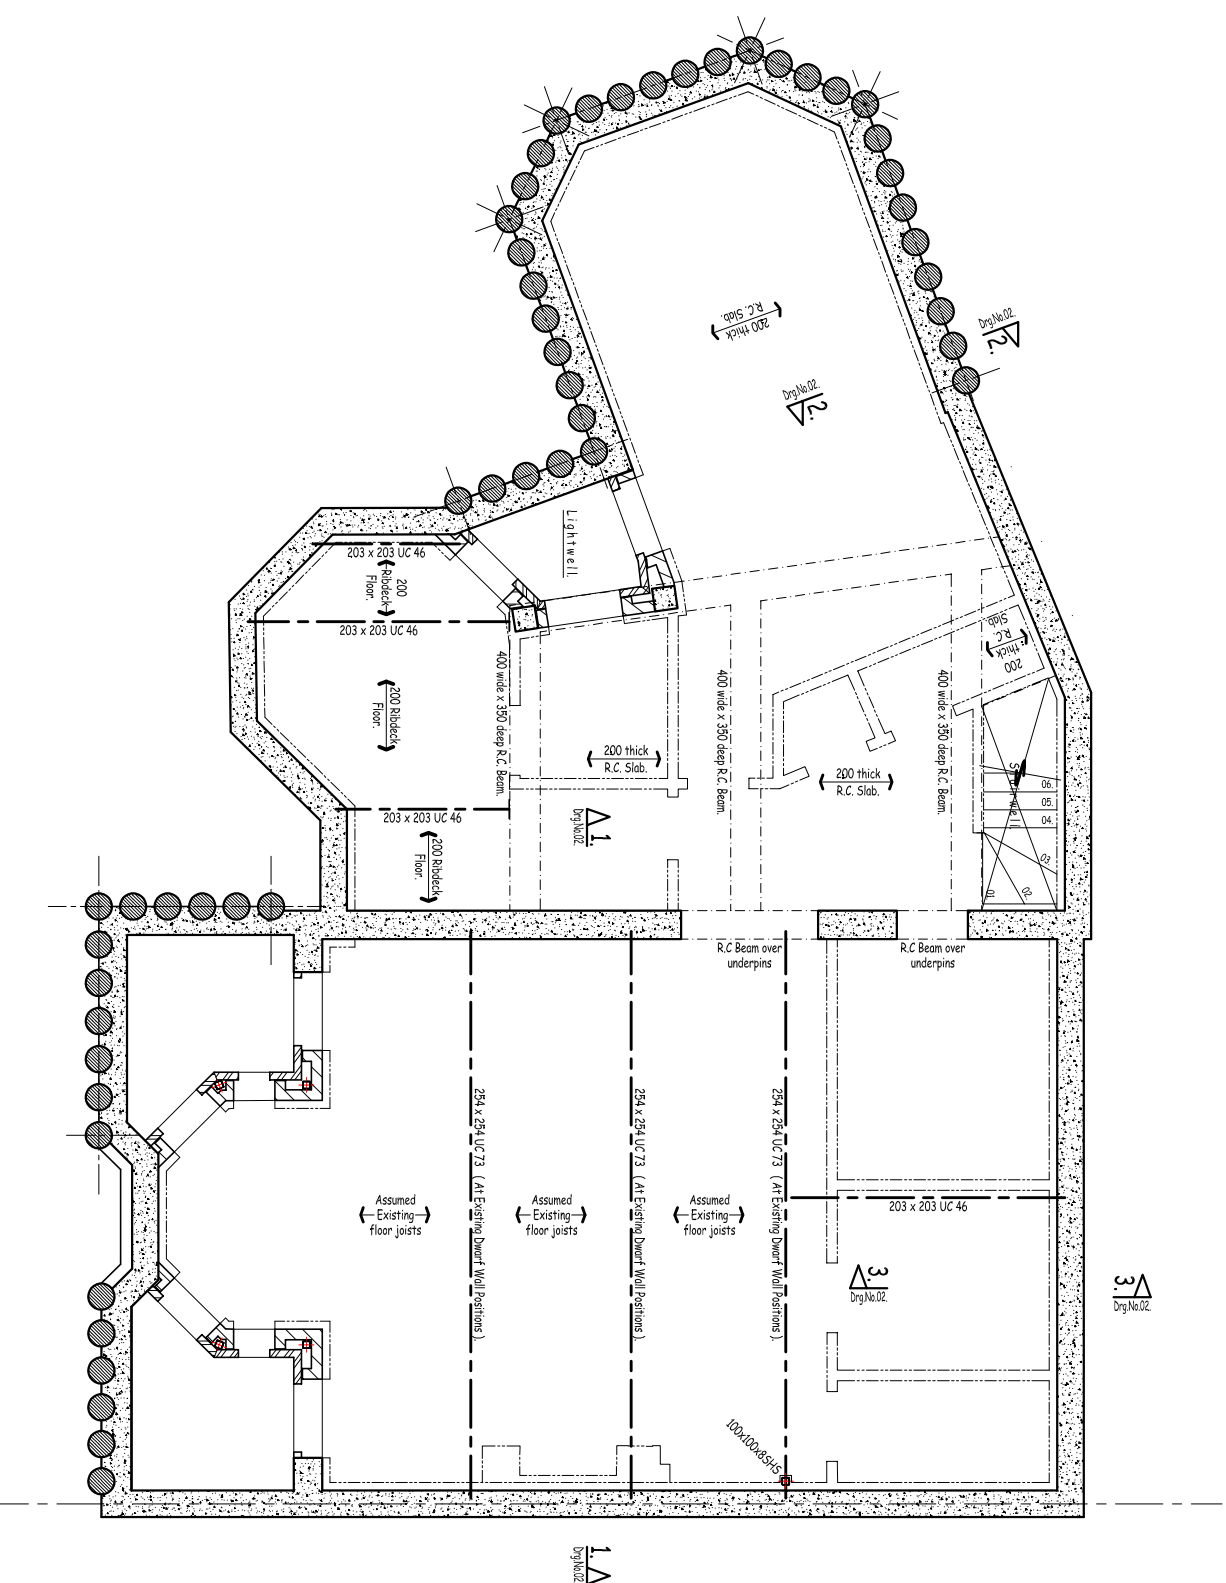 Drg.No.02.
2.
200 thick
R.C. Slab.
Drg.No.02.
2.
Lightwell
203 x 203 UC 46
200
Ribdeck
Floor.
203 x 203 UC 46
200
thick
R.C
Slab
400 wide x 350 deep R.C. Beam.
400 wide x 350 deep R.C. Beam.
400 wide x 350 deep R.C. Beam.
200 Ribdeck
Floor.
200 thick
R.C. Slab.
200 thick
R.C. Slab.
06.
05.
04.
03.
02.
01.
203 x 203 UC 46
1.
Drg.No.02.
200 Ribdeck
Floor.
R.C Beam over
underpins
R.C Beam over
underpins
254 x 254 UC 73 ( At Existing Dwarf Wall Positions ).
254 x 254 UC 73 ( At Existing Dwarf Wall Positions ).
254 x 254 UC 73 ( At Existing Dwarf Wall Positions ).
Assumed
Existing
floor joists
Assumed
Existing
floor joists
Assumed
Existing
floor joists
203 x 203 UC 46
3.
Drg.No.02.
3.
Drg.No.02.
100x100x8SHS
1.
Drg.No.02